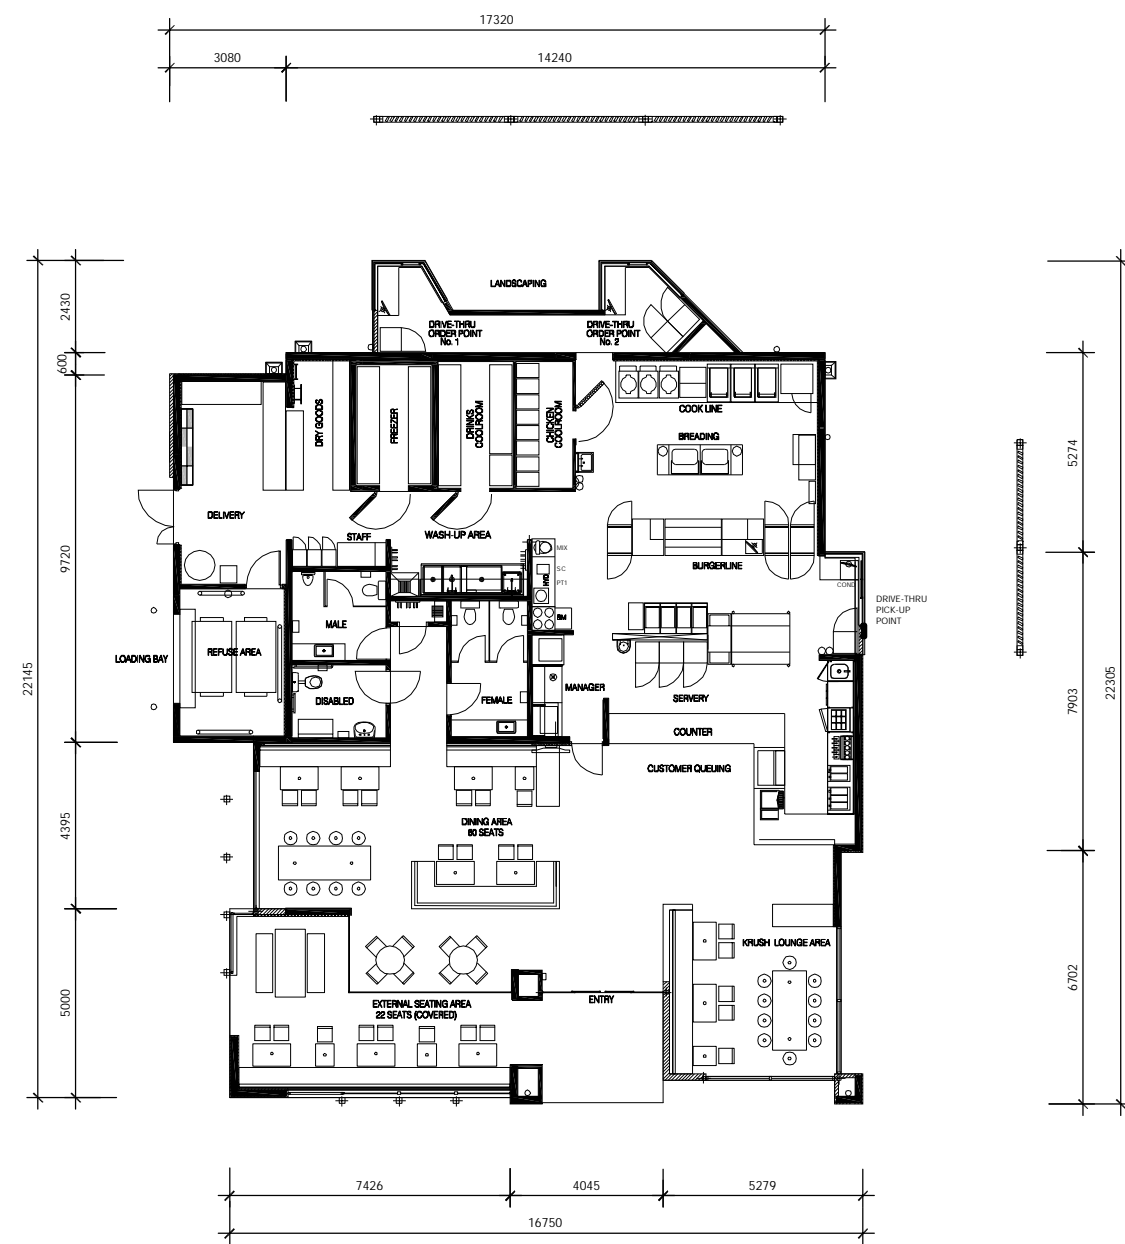 17320
3080
14240
LANDSCAPING
2430
DRIVE-THRU
ORDER POINT
No. 1
DRIVE-THRU
ORDER POINT
No. 2
600
DRY GOODS
FREEZER
DRINKS
COOLROOM
CHICKEN
COOLROOM
COOK LINE
BREADING
5274
DELIVERY
STAFF
WASH-UP AREA
9720
MIX
SC
PT1
BURGERLINE
COND
DRIVE-THRU
PICK-UP
POINT
BM
MALE
LOADING BAY
REFUSE AREA
22145
DISABLED
FEMALE
MANAGER
SERVERY
7903
22305
COUNTER
CUSTOMER QUEUING
4395
DINING AREA
60 SEATS
KRUSH LOUNGE AREA
6702
5000
ENTRY
EXTERNAL SEATING AREA
22 SEATS (COVERED)
7426
4045
5279
16750